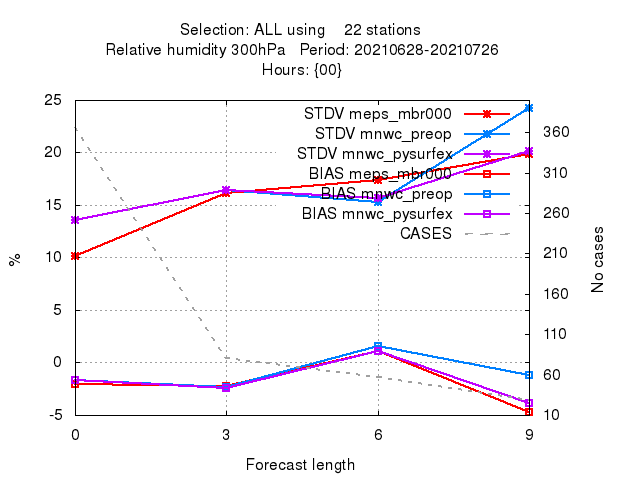 Selection: ALL using    22 stations
Relative humidity 300hPa   Period: 20210628-20210726
Hours: {00}
25
20
15
10
5
0
-5
%
STDV meps_mbr000
STDV mnwc_preop
STDV mnwc_pysurfex
BIAS meps_mbr000
BIAS mnwc_preop
BIAS mnwc_pysurfex
CASES
360
310
260
210
160
110
60
10
No cases
0 3 6 9
Forecast length